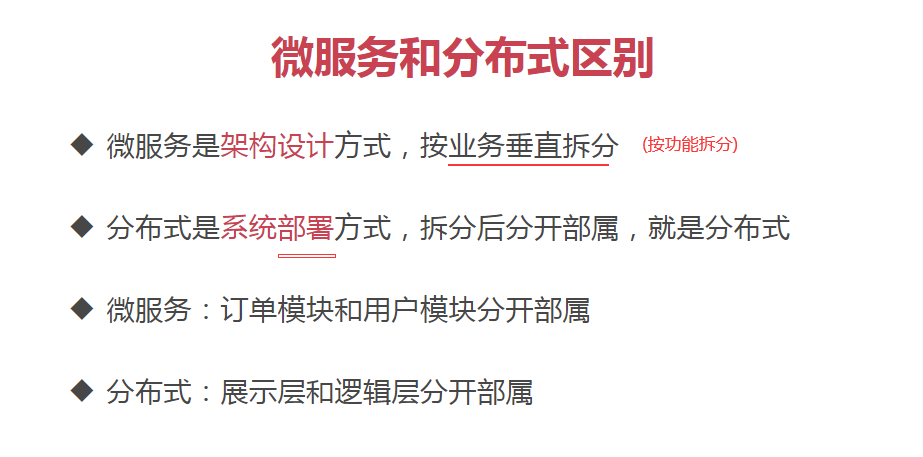 微服务和分布式区别
◆ 微服务是架构设计方式，按业务垂直拆分 (按功能拆分)
◆ 分布式是系统部署方式，拆分后分开部属，就是分布式
◆ 微服务：订单模块和用户模块分开部属
◆ 分布式：展示层和逻辑层分开部属